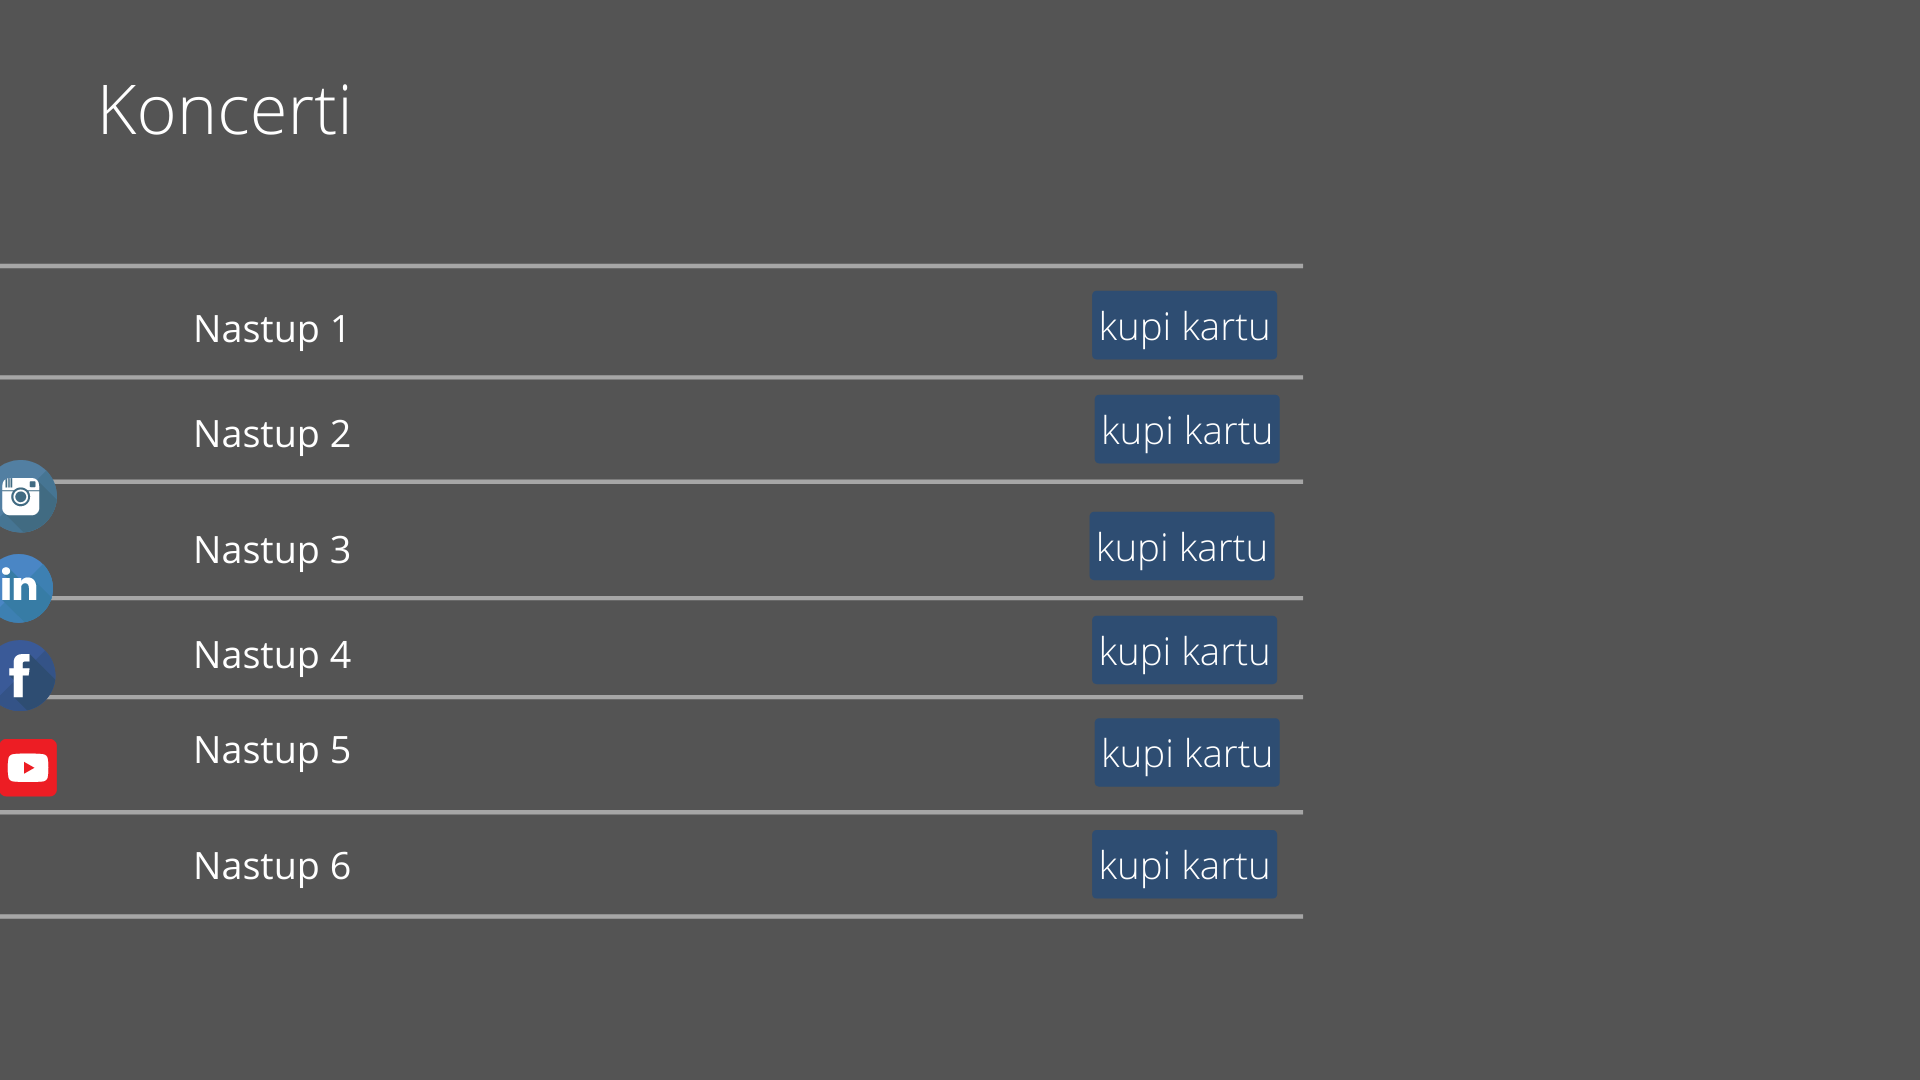 Koncerti
Nastup 1
kupi kartu
Nastup 2
kupi kartu
Nastup 3
kupi kartu
in
Nastup 4
kupi kartu
f
Nastup 5
kupi kartu
Nastup 6
kupi kartu